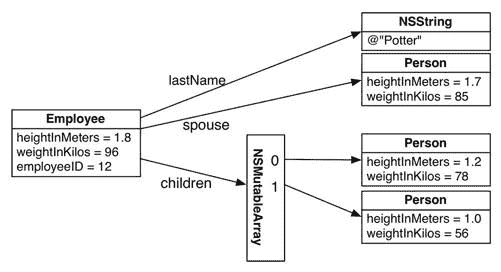 NSString
@"Potter"
lastName
Person
heightInMeters = 1.7
weightInKilos = 85
spouse
Employee
heightInMeters = 1.8
weightInKilos = 96
employeeID = 12
children
NSMutableArray
0
1
Person
heightInMeters = 1.2
weightInKilos = 78
Person
heightInMeters = 1.0
weightInKilos = 56